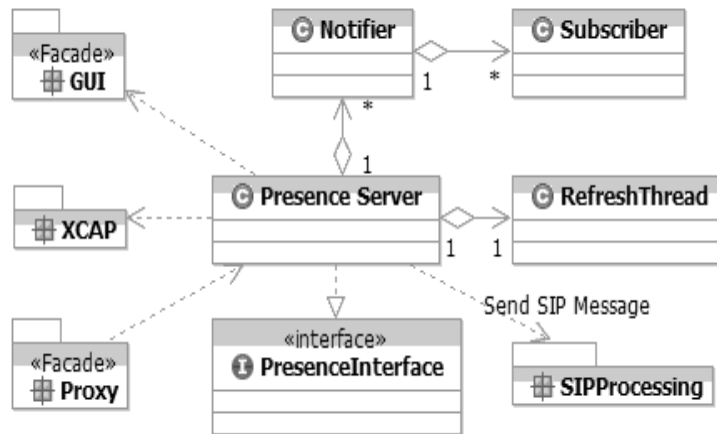 Notifier
Subscriber
«Facade»
GUI
1
*
*
1
Presence Server
RefreshThread
XCAP
1
1
Send SIP Message
«interface»
PresenceInterface
«Facade»
Proxy
SIPProcessing